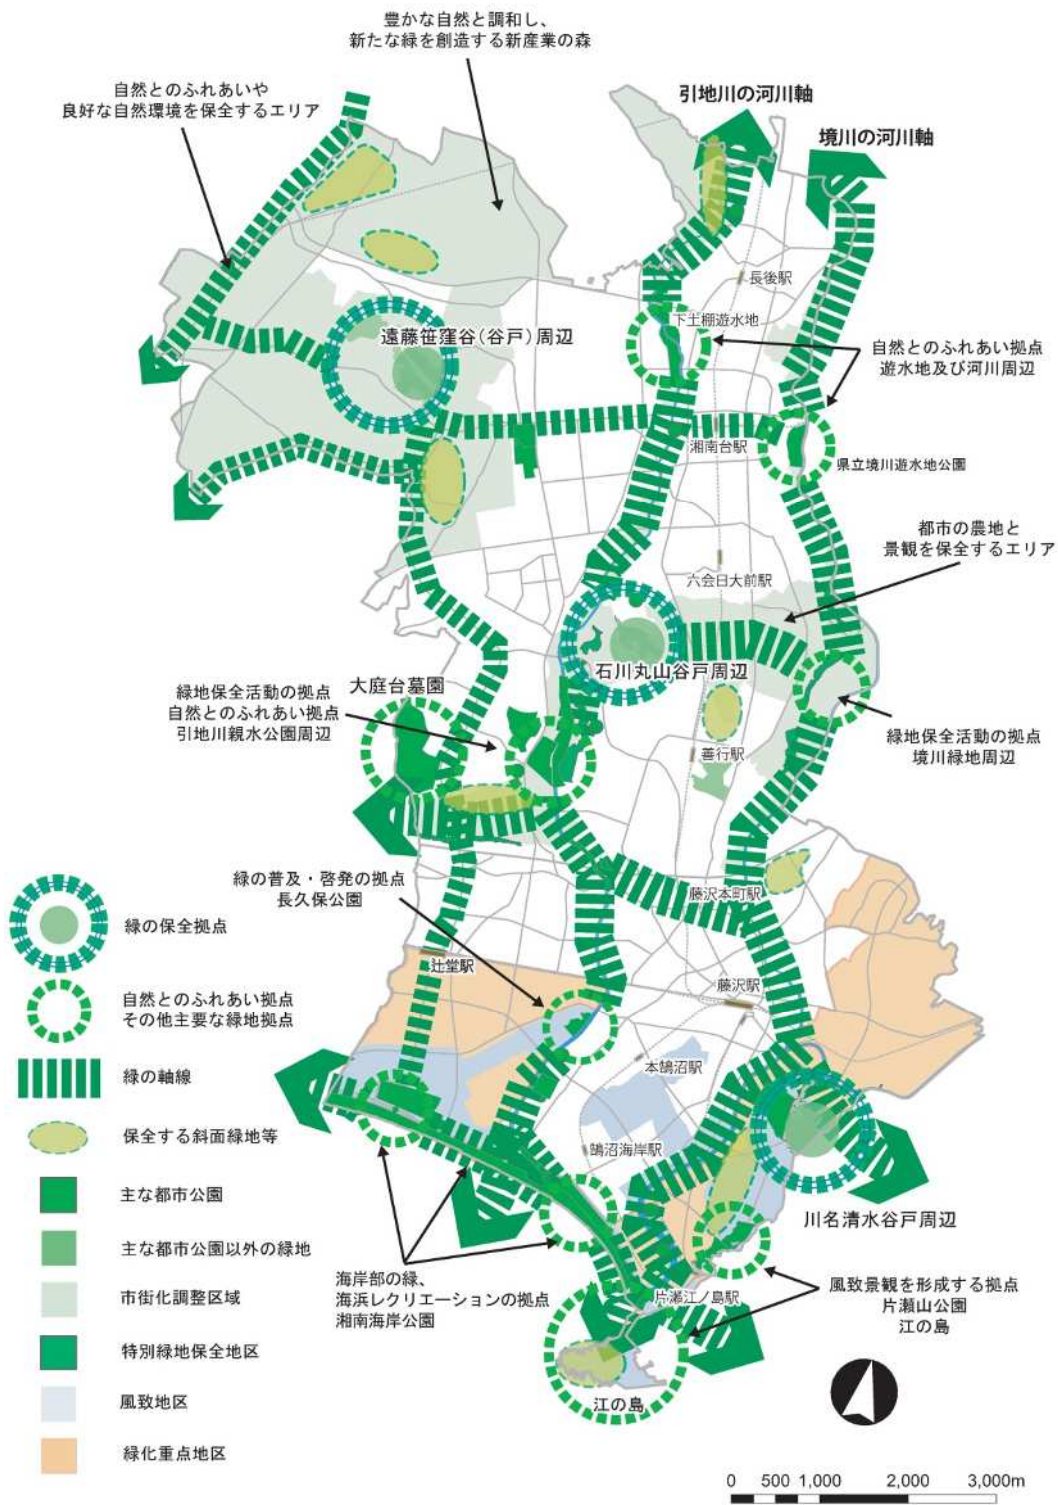 豊かな自然と調和し、
新たな緑を創造する新産業の森
自然とのふれあいや
良好な自然環境を保全するエリア
引地川の河川軸
境川の河川軸
長後駅
下土棚遊水地
遠藤笹窪谷(谷戸)周辺
自然とのふれあい拠点
遊水地及び河川周辺
湘南台駅
県立境川遊水地公園
都市の農地と
景観を保全するエリア
六会日大前駅
石川丸山谷戸周辺
大庭台墓園
緑地保全活動の拠点
自然とのふれあい拠点
引地川親水公園周辺
緑地保全活動の拠点
境川緑地周辺
善行駅
緑の普及・啓発の拠点
長久保公園
藤沢本町駅
辻堂駅
藤沢駅
本鵠沼駅
鵠沼海岸駅
川名清水谷戸周辺
海岸部の緑、
海浜レクリエーションの拠点
湘南海岸公園
片瀬江ノ島駅
風致景観を形成する拠点
片瀬山公園
江の島
江の島
緑の保全拠点
自然とのふれあい拠点
その他主要な緑地拠点
緑の軸線
保全する斜面緑地等
主な都市公園
主な都市公園以外の緑地
市街化調整区域
特別緑地保全地区
風致地区
緑化重点地区
0 500 1,000 2,000 3,000m